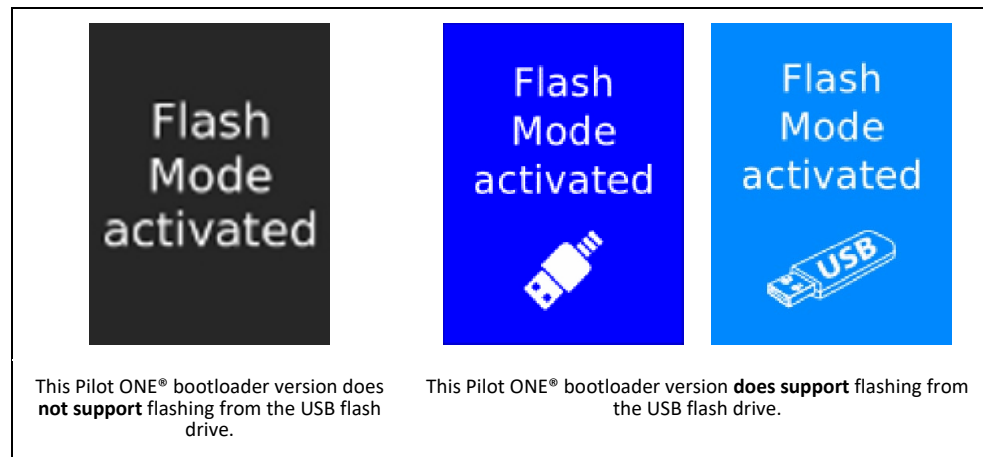 Flash
Mode
activated
Flash
Mode
activated
Flash
Mode
activated
USB
This Pilot ONE® bootloader version does
not support flashing from the USB flash
drive.
This Pilot ONE® bootloader version does support flashing from
the USB flash drive.